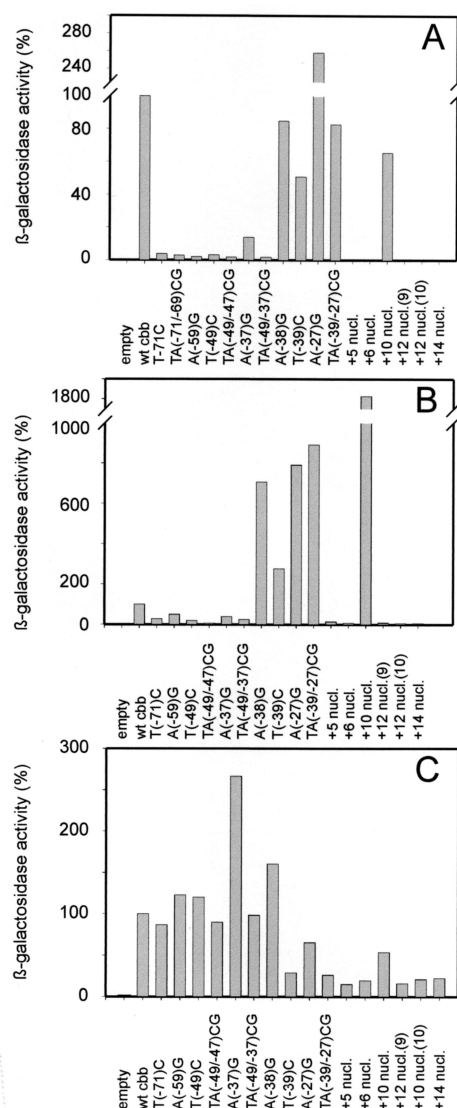 A
ß-galactosidase activity (%)
280
240
100
80
40
0
empty
wt cbb
T-71C
TA(-71/-69)CG
A(-59)G
T(-49)C
TA(-49/-47)CG
A(-37)G
TA(-49/-37)CG
A(-38)G
T(-39)C
A(-27)G
TA(-39/-27)CG
+5 nucl.
+6 nucl.
+10 nucl.
+12 nucl.(9)
+12 nucl.(10)
+14 nucl.
B
ß-galactosidase activity (%)
1800
1000
600
200
0
empty
wt cbb
T(-71)C
A(-59)G
T(-49)C
TA(-49/-47)CG
A(-37)G
TA(-49/-37)CG
A(-38)G
T(-39)C
A(-27)G
TA(-39/-27)CG
+5 nucl.
+6 nucl.
+10 nucl.
+12 nucl.(9)
+12 nucl.(10)
+14 nucl.
C
ß-galactosidase activity (%)
300
200
100
0
empty
wt cbb
T(-71)C
A(-59)G
T(-49)C
TA(-49/-47)CG
A(-37)G
TA(-49/-37)CG
A(-38)G
T(-39)C
A(-27)G
TA(-39/-27)CG
+5 nucl.
+6 nucl.
+10 nucl.
+12 nucl.(9)
+10 nucl.(10)
+14 nucl.